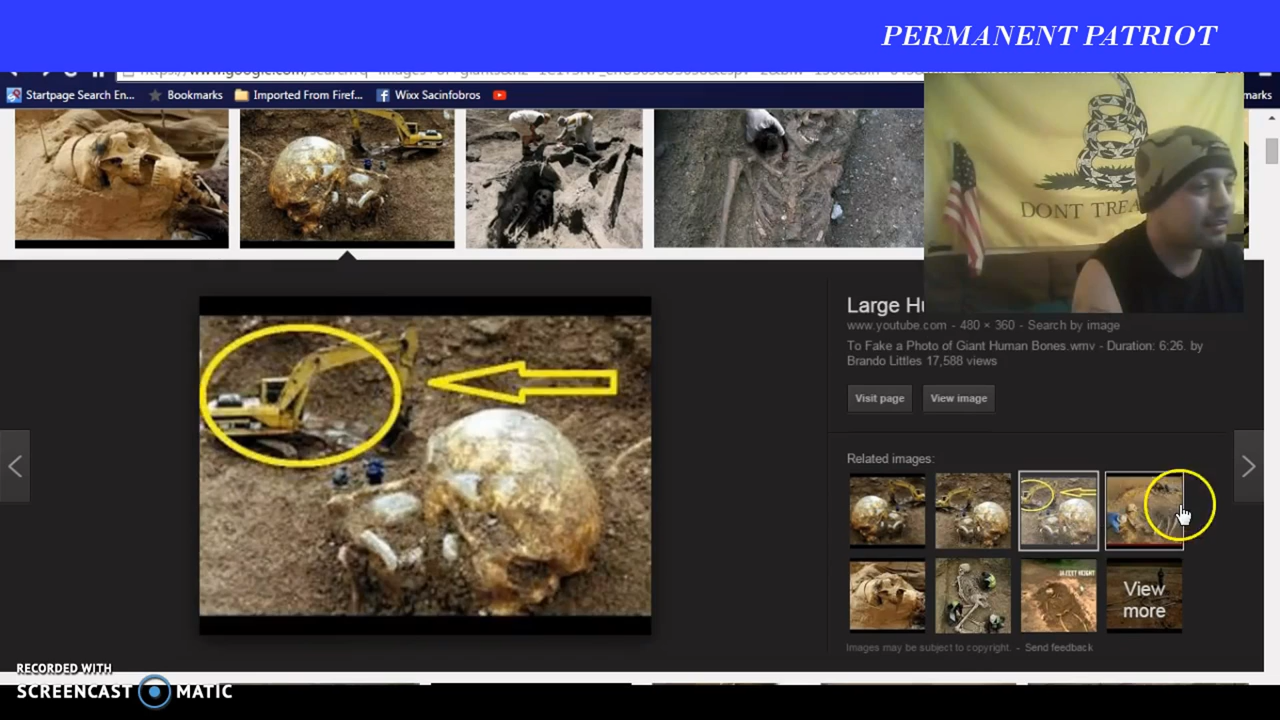 PERMANENT PATRIOT
Startpage Search En... Bookmarks Imported From Firef... Wixx Sacinfobros
marks
DONT TREA
Large Hu
www.youtube.com - 480 × 360 - Search by image
To Fake a Photo of Giant Human Bones.wmv - Duration: 6:26. by
Brando Littles 17,588 views
Visit page View image
Related images:
View
more
Images may be subject to copyright. - Send feedback
RECORDED WITH
SCREENCAST MATIC